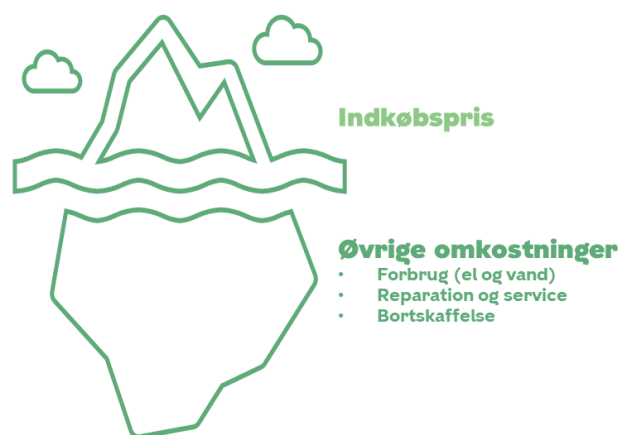 Indkøbspris
Øvrige omkostninger
• Forbrug (el og vand)
• Reparation og service
• Bortskaffelse